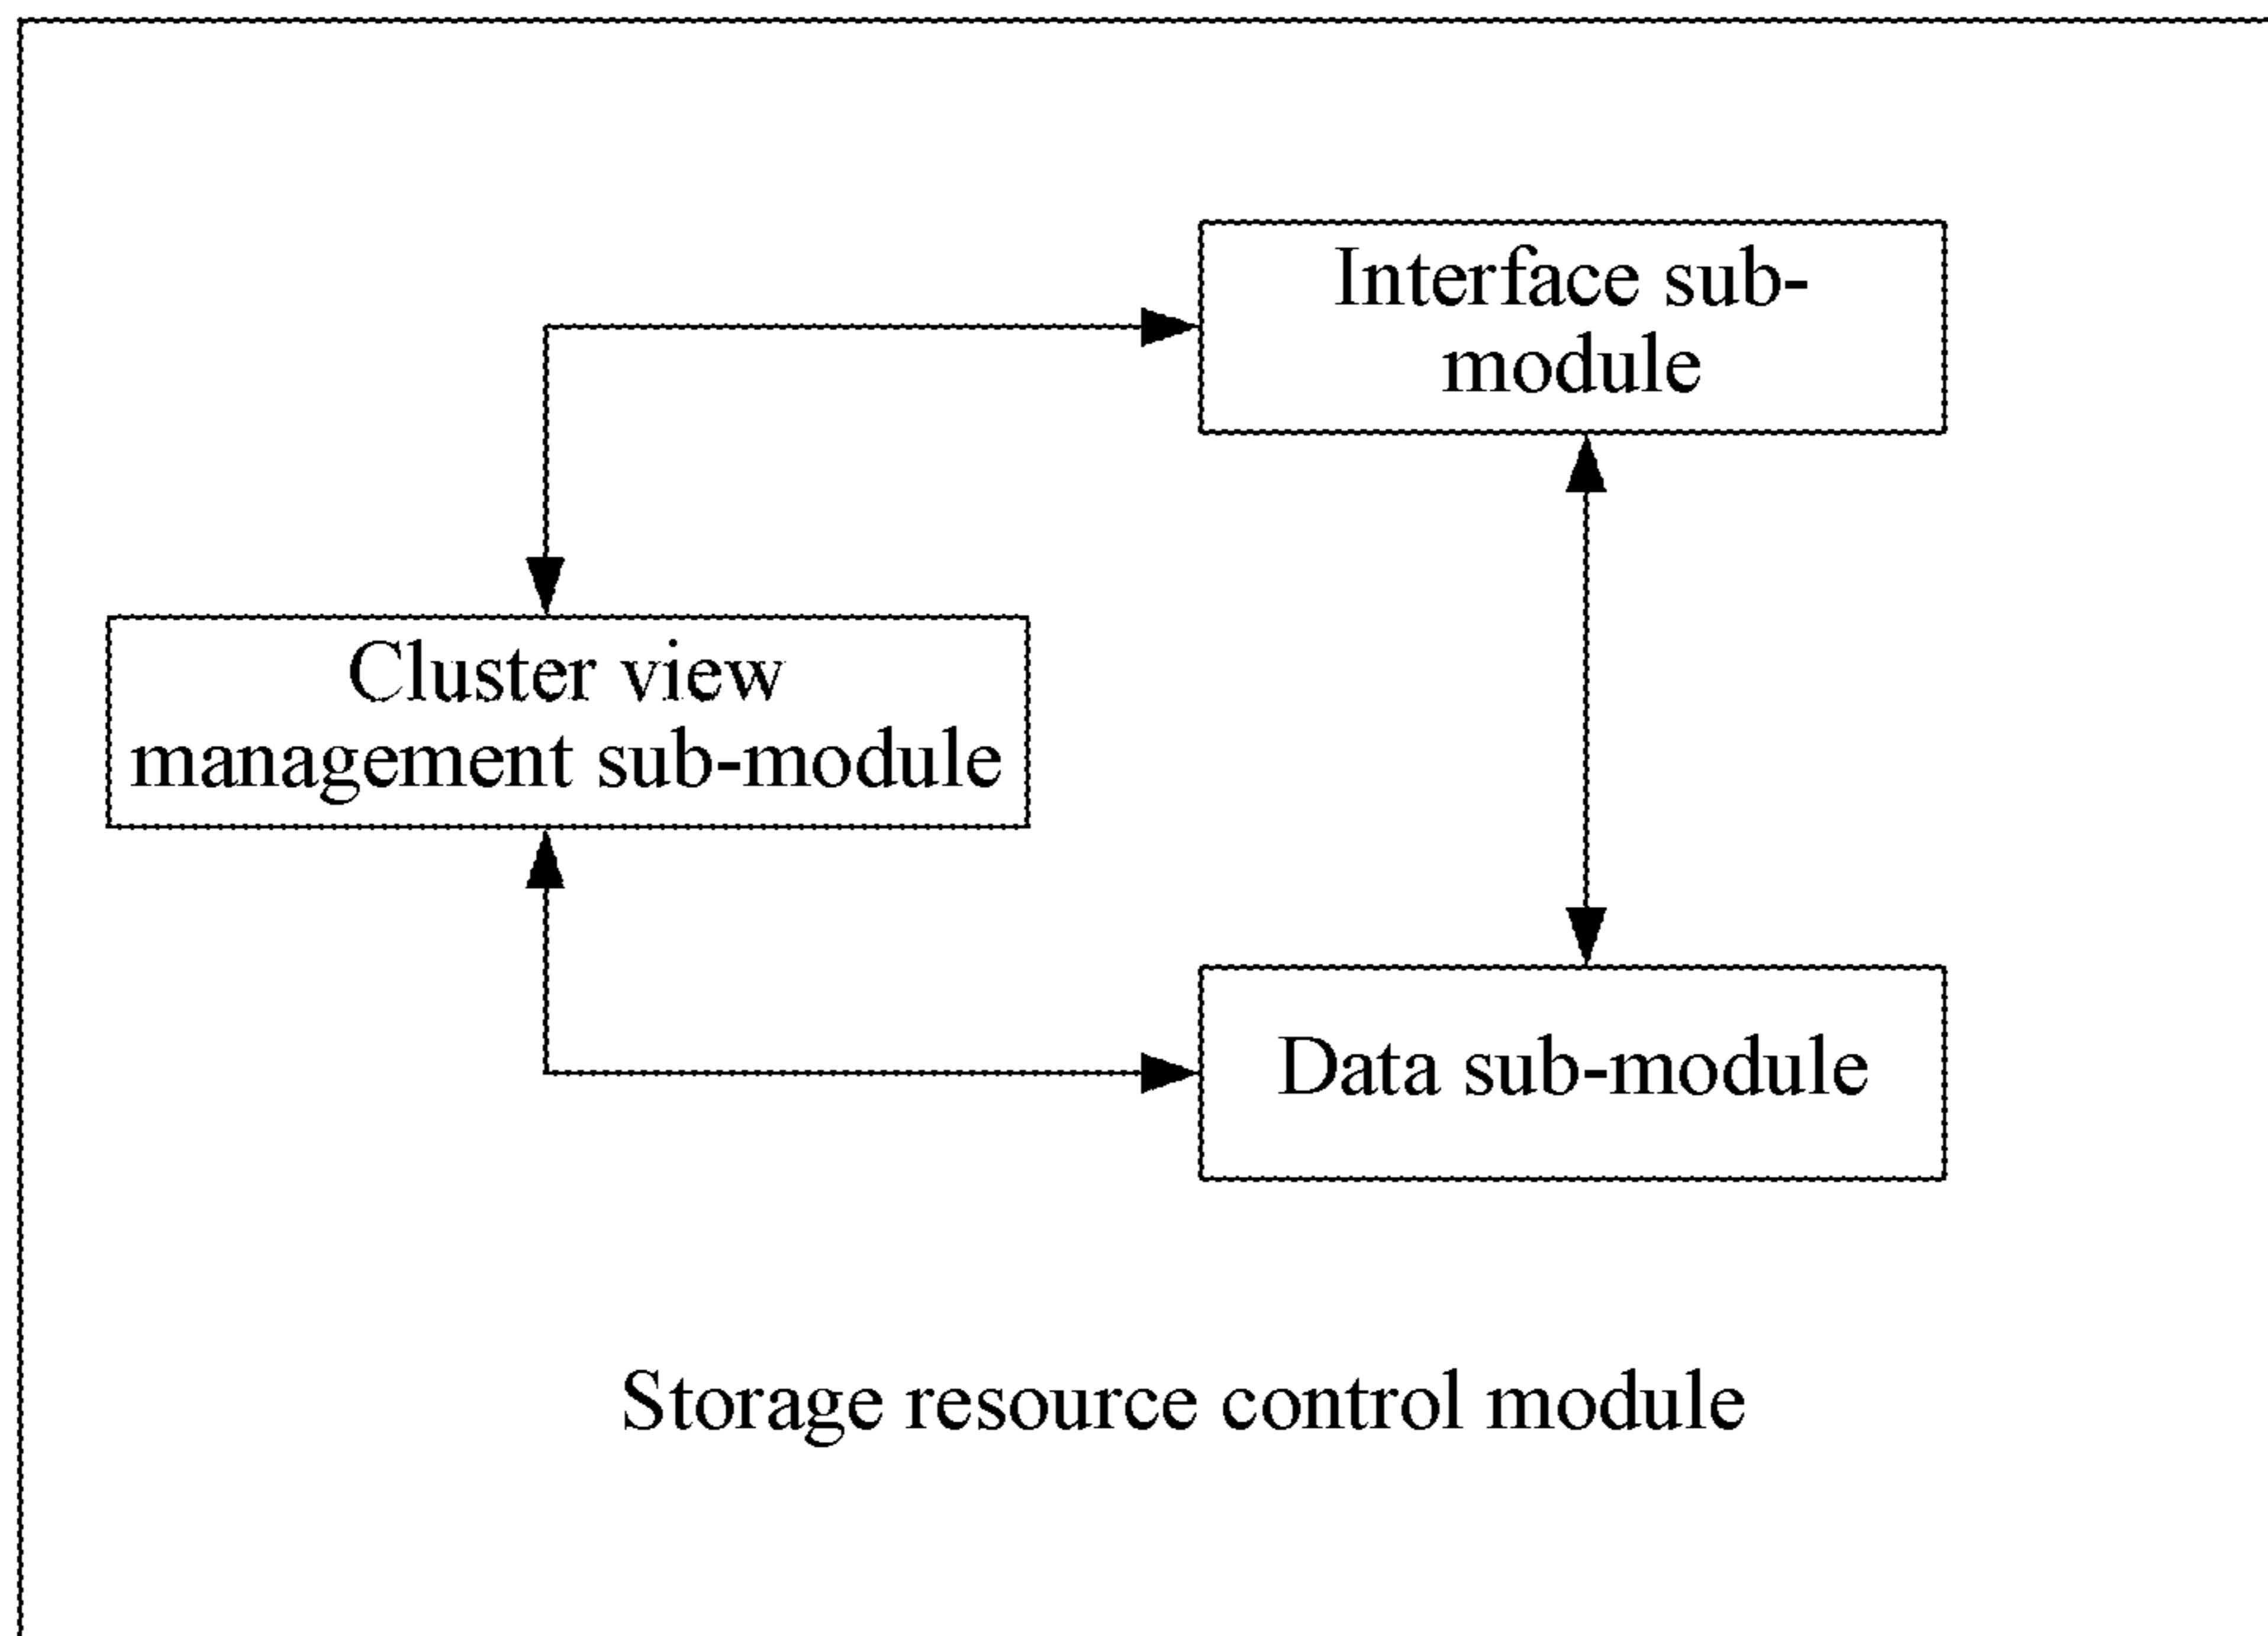 Interface sub-
module
Cluster view
management sub-module
Data sub-module
Storage resource control module